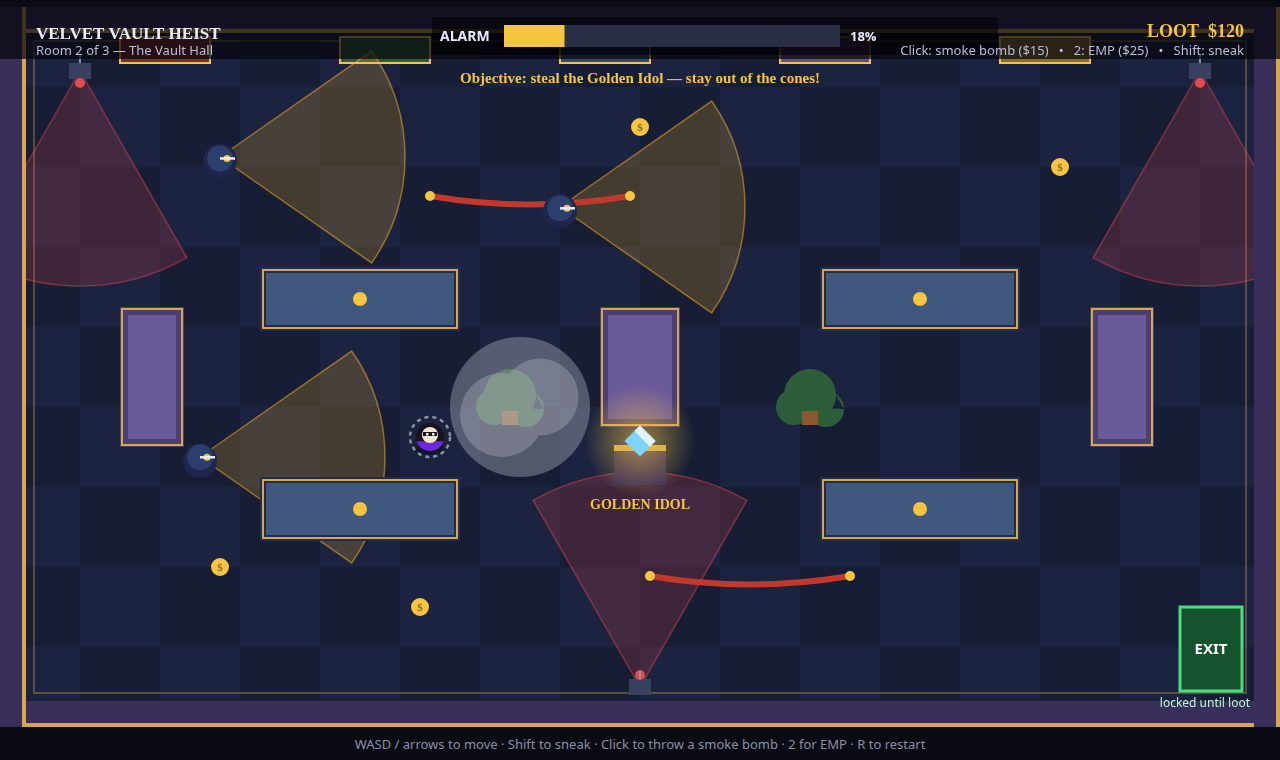 VELVET VAULT HEIST
Room 2 of 3 — The Vault Hall
ALARM
18%
LOOT $120
Click: smoke bomb ($15) • 2: EMP ($25) • Shift: sneak
Objective: steal the Golden Idol — stay out of the cones!
$
$
GOLDEN IDOL
$
$
EXIT
locked until loot
WASD / arrows to move · Shift to sneak · Click to throw a smoke bomb · 2 for EMP · R to restart